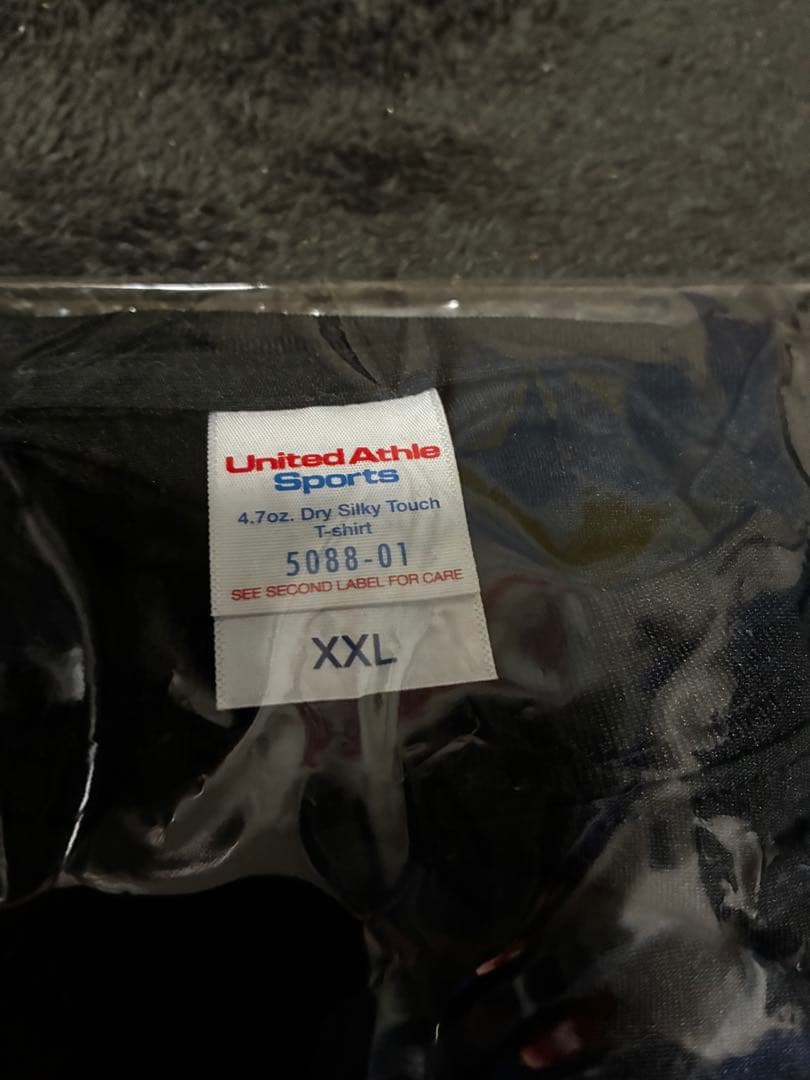 United Athle
Sports
4.7oz. Dry Silky Touch
T-shirt
5088-01
SEE SECOND LABEL FOR CARE
XXL